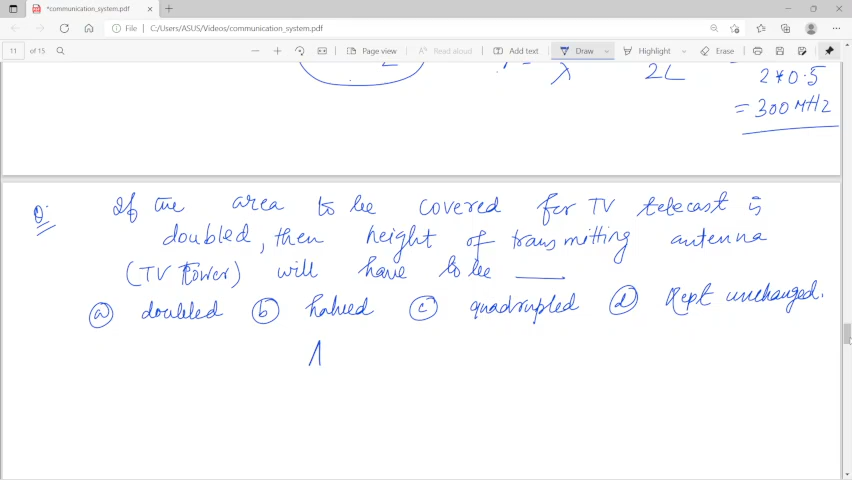 *communication_system.pdf
File C:/Users/ASUS/Videos/communication_system.pdf
11 of 15 Page view Read aloud Add text Draw Highlight Erase
λ 2L 2*0.5
= 300 MHz
Q: If the area to be covered for TV telecast is
doubled, then height of transmitting antenna
(TV Tower) will have to be ____
(a) doubled (b) halved (c) quadrupled (d) Kept unchanged.